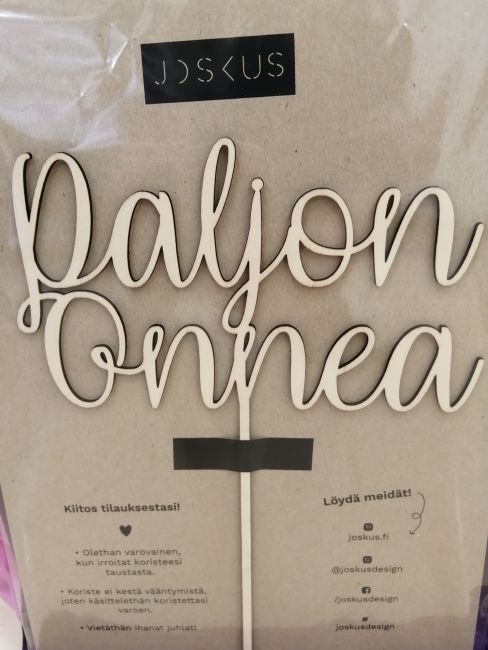 JOSKUS
Paljon
Onnea
Kiitos tilauksestasi!
• Olethan varovainen,
kun irroitat koristeesi
taustasta.
• Koriste ei kestä vääntymistä,
joten käsittelethän koristettasi
varoen.
• Vietäthän ihanat juhlat!
Löydä meidät!
joskus.fi
@joskusdesign
/joskusdesign
#
joskusdesign